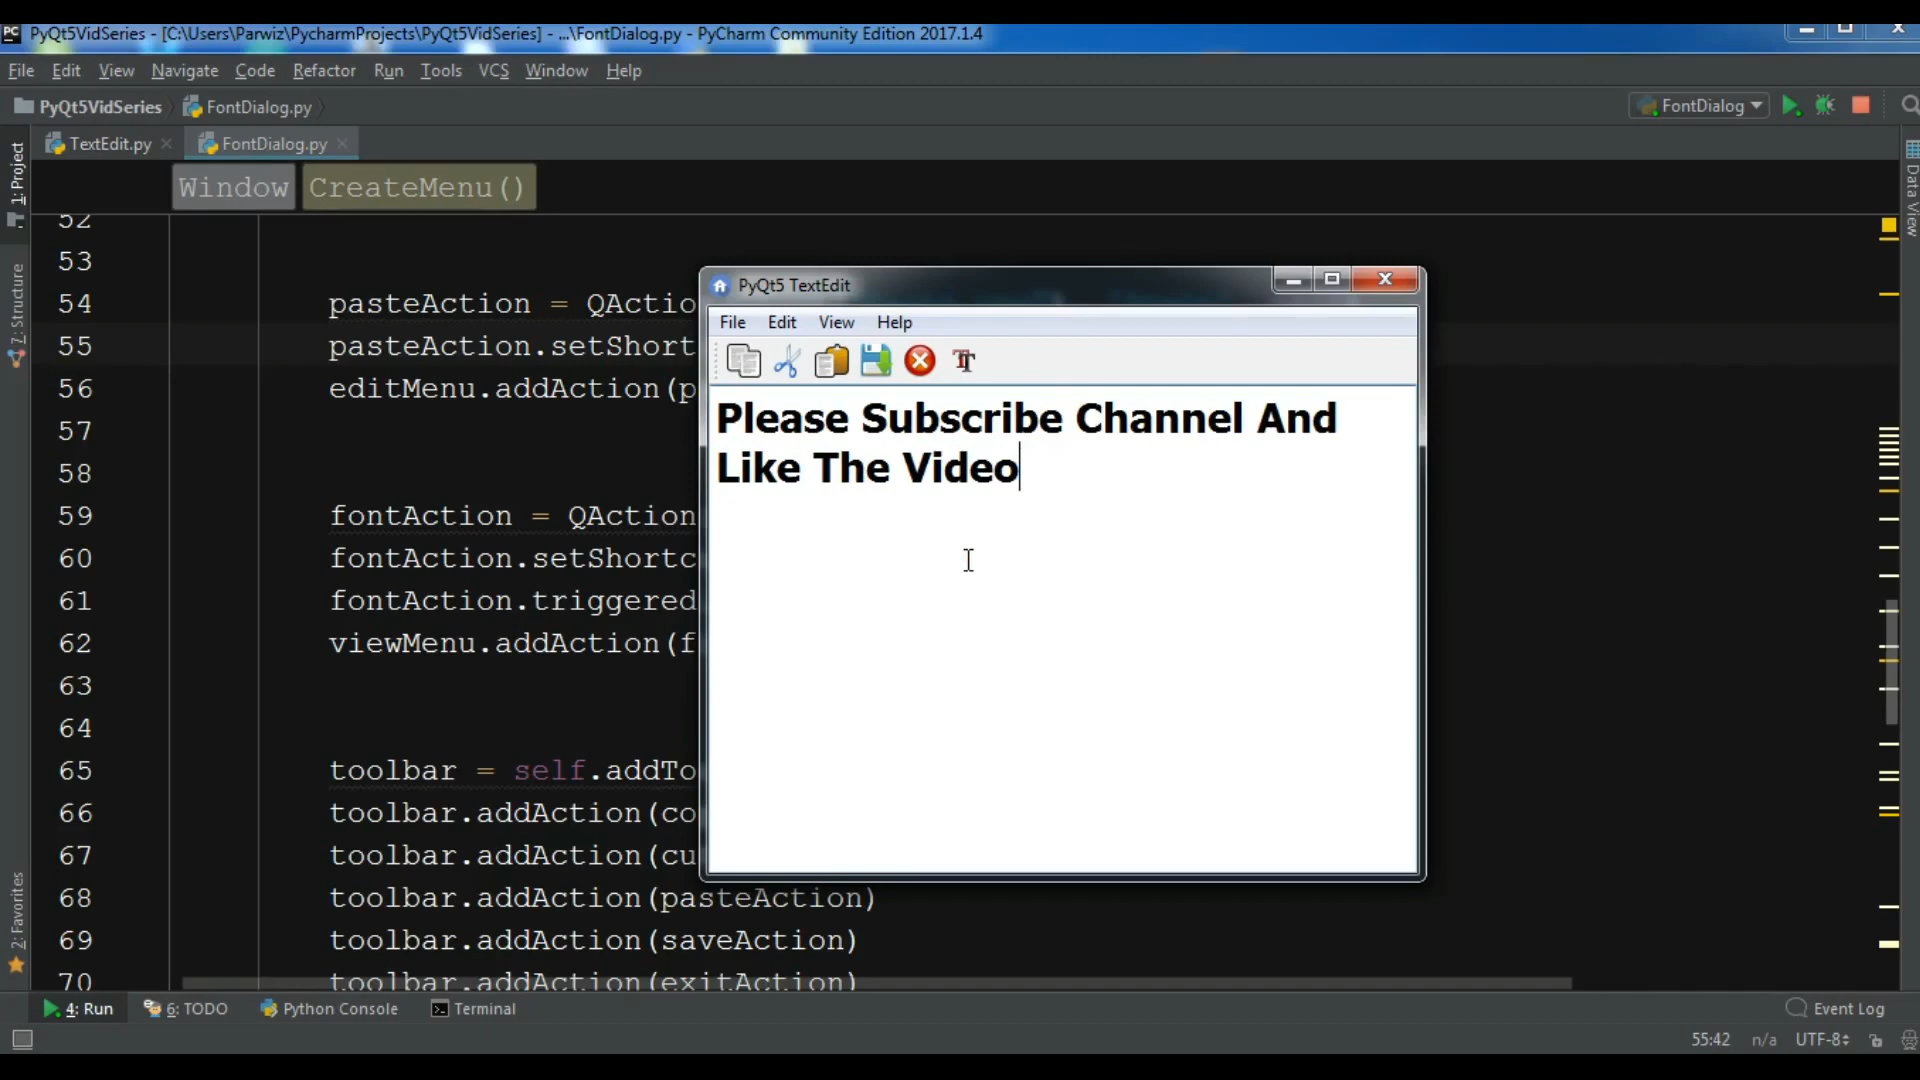 PC PyQt5VidSeries - [C:\Users\Parwiz\PycharmProjects\PyQt5VidSeries] - ...\FontDialog.py - PyCharm Community Edition 2017.1.4
File Edit View Navigate Code Refactor Run Tools VCS Window Help
PyQt5VidSeries FontDialog.py FontDialog
TextEdit.py FontDialog.py
1: Project
7: Structure
2: Favorites
Data View
Window CreateMenu()
52
53
54 pasteAction = QActio
55 pasteAction.setShort
56 editMenu.addAction(p
57
58
59 fontAction = QAction
60 fontAction.setShortc
61 fontAction.triggered
62 viewMenu.addAction(f
63
64
65 toolbar = self.addTo
66 toolbar.addAction(co
67 toolbar.addAction(cu
68 toolbar.addAction(pasteAction)
69 toolbar.addAction(saveAction)
70 toolbar.addAction(exitAction)
PyQt5 TextEdit
File Edit View Help
Please Subscribe Channel And
Like The Video
4: Run 6: TODO Python Console Terminal Event Log
55:42 n/a UTF-8